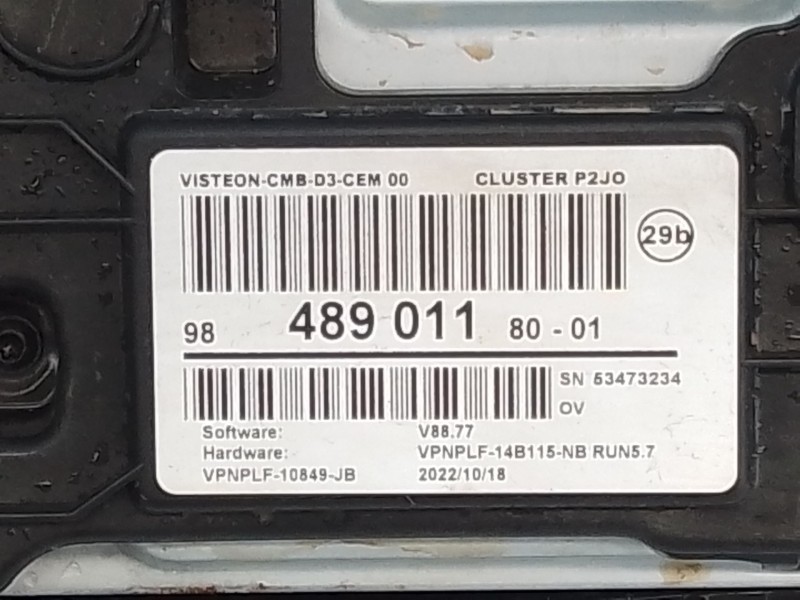 VISTEON-CMB-D3-CEM 00 CLUSTER P2JO
29b
98 489 011 80 - 01
SN 53473234
OV
Software: V88.77
Hardware: VPNPLF-14B115-NB RUN5.7
VPNPLF-10849-JB 2022/10/18